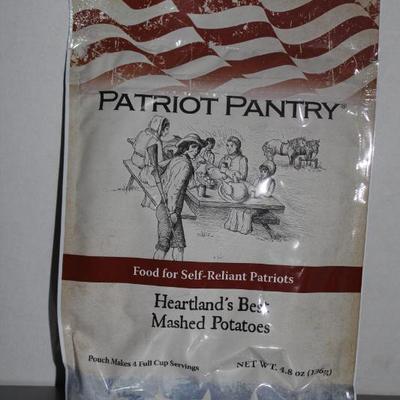 PATRIOT PANTRY®
Food for Self-Reliant Patriots
Heartland's Best
Mashed Potatoes
Pouch Makes 4 Full Cup Servings
NET WT. 4.8 oz (136g)